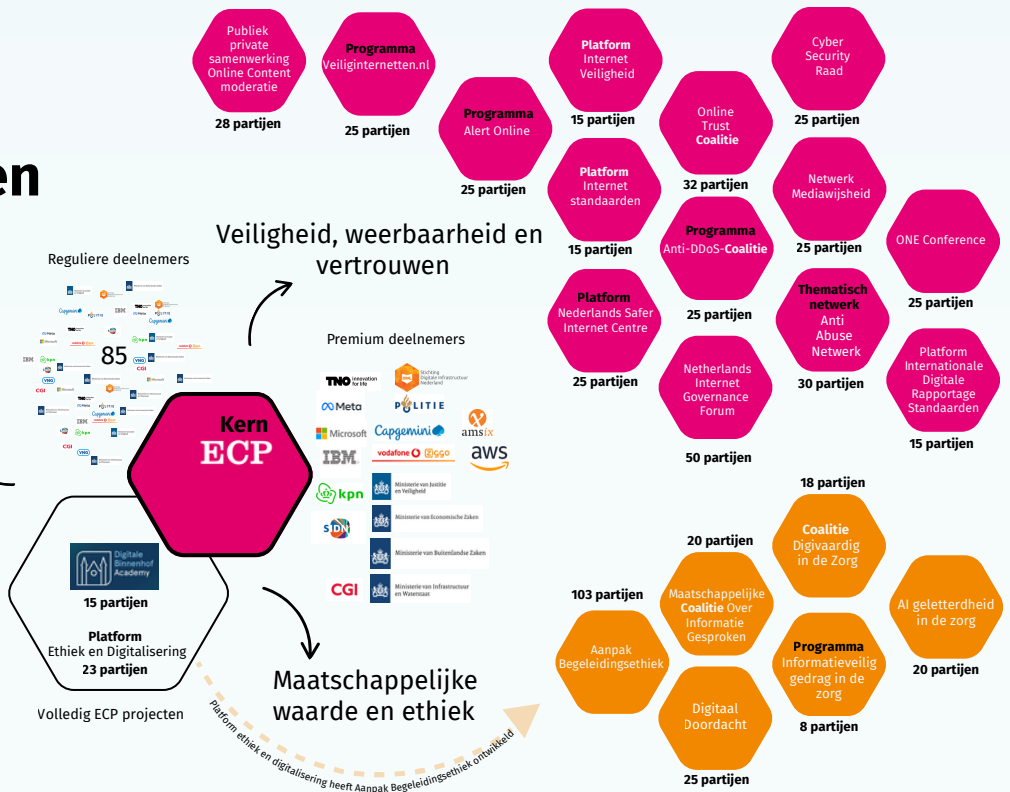 Publiek
private
samenwerking
Online Content
moderatie
28 partijen
Programma
Veiliginternetten.nl
25 partijen
Programma
Alert Online
25 partijen
Platform
Internet
Veiligheid
15 partijen
Online
Trust
Coalitie
32 partijen
Cyber
Security
Raad
25 partijen
Platform
Internet
standaarden
15 partijen
Netwerk
Mediawijsheid
25 partijen
Programma
Anti-DDoS-Coalitie
25 partijen
ONE Conference
25 partijen
Platform
Nederlands Safer
Internet Centre
25 partijen
Thematisch
netwerk
Anti
Abuse
Netwerk
30 partijen
Netherlands
Internet
Governance
Forum
50 partijen
Platform
Internationale
Digitale
Rapportage
Standaarden
15 partijen
en
Veiligheid, weerbaarheid en
vertrouwen
Reguliere deelnemers
85
Premium deelnemers
TNO innovation
for life
Stichting
Digitale Infrastructuur
Nederland
Meta
POLITIE
Microsoft
Capgemini
amsix
IBM
vodafone Ziggo
aws
kpn
Ministerie van Justitie
en Veiligheid
SIDN
Ministerie van Economische Zaken
Ministerie van Buitenlandse Zaken
CGI
Ministerie van Infrastructuur
en Waterstaat
Kern
ECP
Digitale
Binnenhof
Academy
15 partijen
Platform
Ethiek en Digitalisering
23 partijen
Volledig ECP projecten
Maatschappelijke
waarde en ethiek
Platform ethiek en digitalisering heeft Aanpak Begeleidingsethiek ontwikkeld
18 partijen
Coalitie
Digivaardig
in de Zorg
20 partijen
Maatschappelijke
Coalitie Over
Informatie
Gesproken
103 partijen
Aanpak
Begeleidingsethiek
AI geletterdheid
in de zorg
20 partijen
Programma
Informatieveilig
gedrag in de
zorg
8 partijen
Digitaal
Doordacht
25 partijen